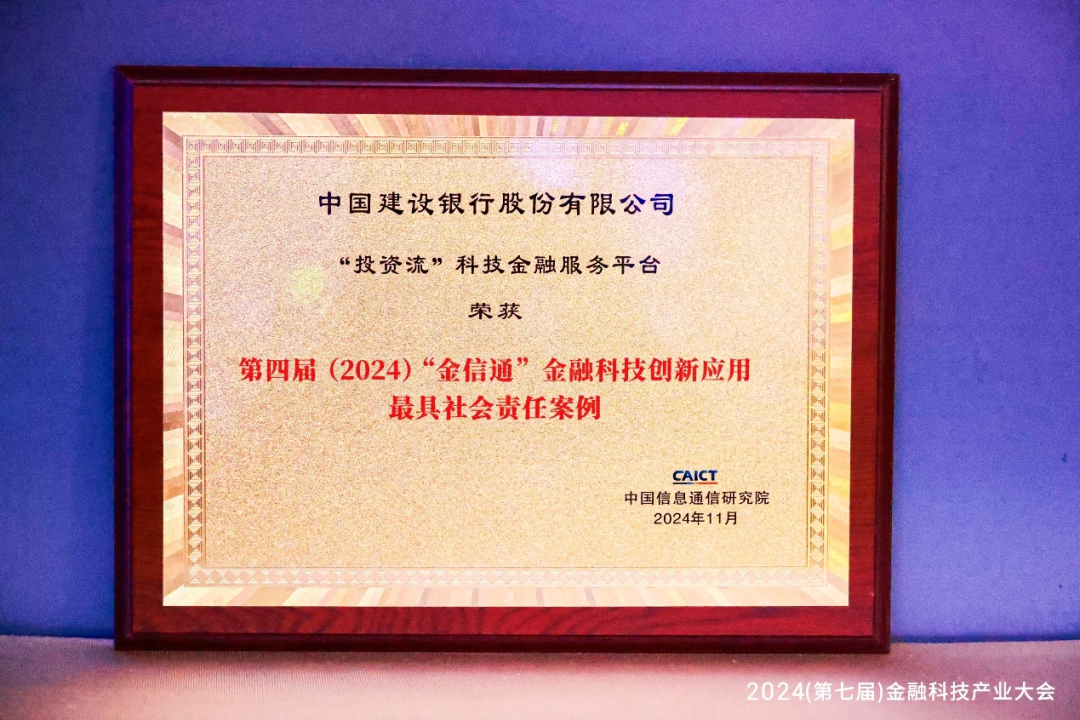 中国建设银行股份有限公司
“投资流”科技金融服务平台
荣获
第四届（2024）“金信通”金融科技创新应用
最具社会责任案例
CAICT
中国信息通信研究院
2024年11月
2024(第七届)金融科技产业大会